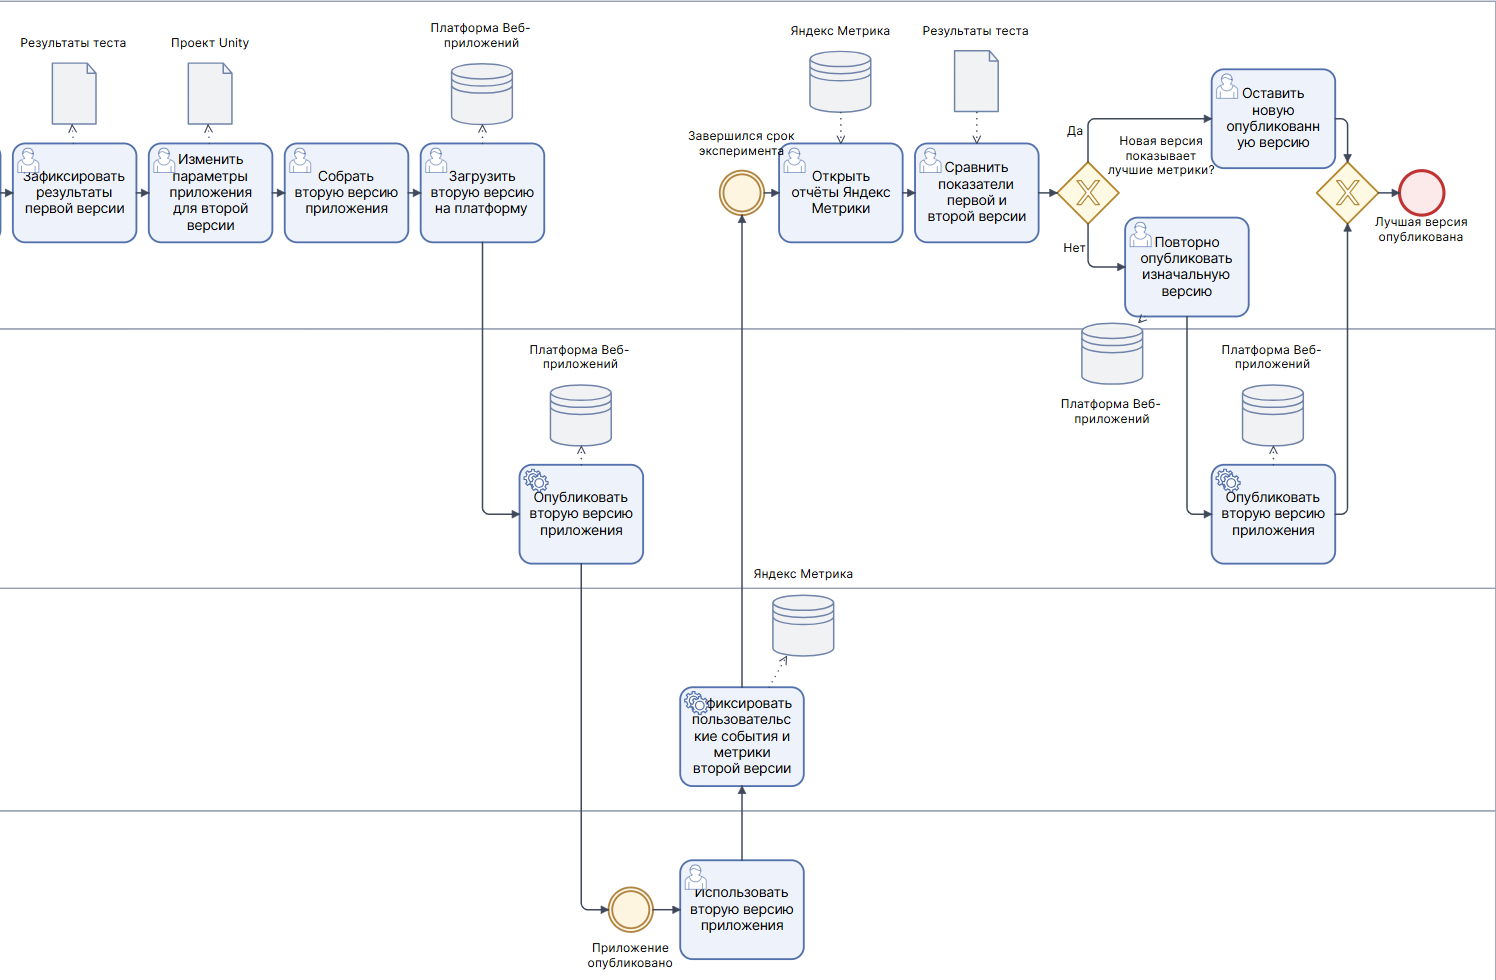 Результаты теста
Проект Unity
Платформа Веб-
приложений
Яндекс Метрика
Результаты теста
Зафиксировать
результаты
первой версии
Изменить
параметры
приложения
для второй
версии
Собрать
вторую версию
приложения
Загрузить
вторую версию
на платформу
Завершился срок
эксперимента
Открыть
отчёты Яндекс
Метрики
Сравнить
показатели
первой и
второй версии
Да
Новая версия
показывает
лучшие метрики?
Нет
Оставить
новую
опубликованн
ую версию
Повторно
опубликовать
изначальную
версию
Лучшая версия
опубликована
Платформа Веб-
приложений
Опубликовать
вторую версию
приложения
Платформа Веб-
приложений
Платформа Веб-
приложений
Опубликовать
вторую версию
приложения
Яндекс Метрика
фиксировать
пользовательс
кие события и
метрики
второй версии
Приложение
опубликовано
Использовать
вторую версию
приложения